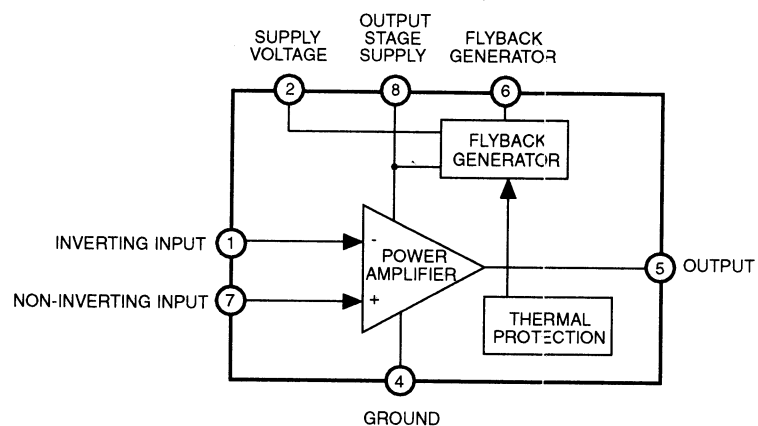 SUPPLY
VOLTAGE
OUTPUT
STAGE
SUPPLY
FLYBACK
GENERATOR
2
8
6
FLYBACK
GENERATOR
INVERTING INPUT
1
-
POWER
AMPLIFIER
5
OUTPUT
NON-INVERTING INPUT
7
+
THERMAL
PROTECTION
4
GROUND